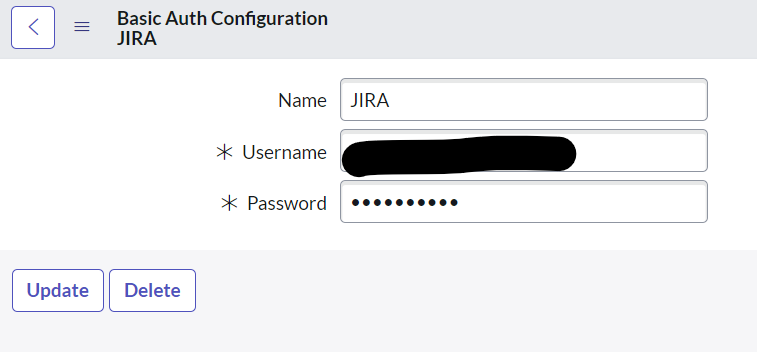 Basic Auth Configuration
JIRA
Name JIRA
* Username
* Password ••••••••••
Update Delete